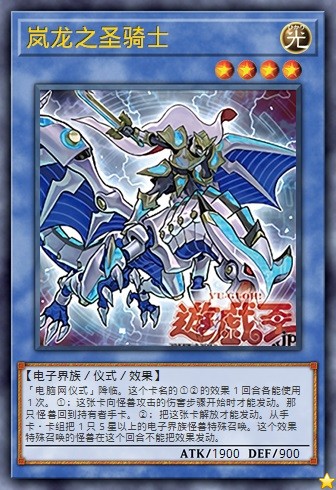 岚龙之圣骑士
光
YU-GI-OH!
遊戯王
.JP
【电子界族/仪式/效果】
「电脑网仪式」降临。这个卡名的①②的效果1回合各能使用
1次。①：这张卡向怪兽攻击的伤害步骤开始时才能发动。那
只怪兽回到持有者手卡。②：把这张卡解放才能发动。从手
卡·卡组把1只5星以上的电子界族怪兽特殊召唤。这个效果
特殊召唤的怪兽在这个回合不能把效果发动。
ATK/1900 DEF/900